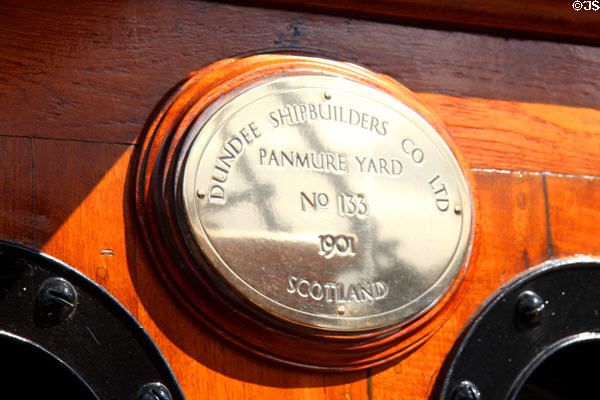 ©JS
DUNDEE SHIPBUILDERS CO LTD
PANMURE YARD
No 133
1901
SCOTLAND